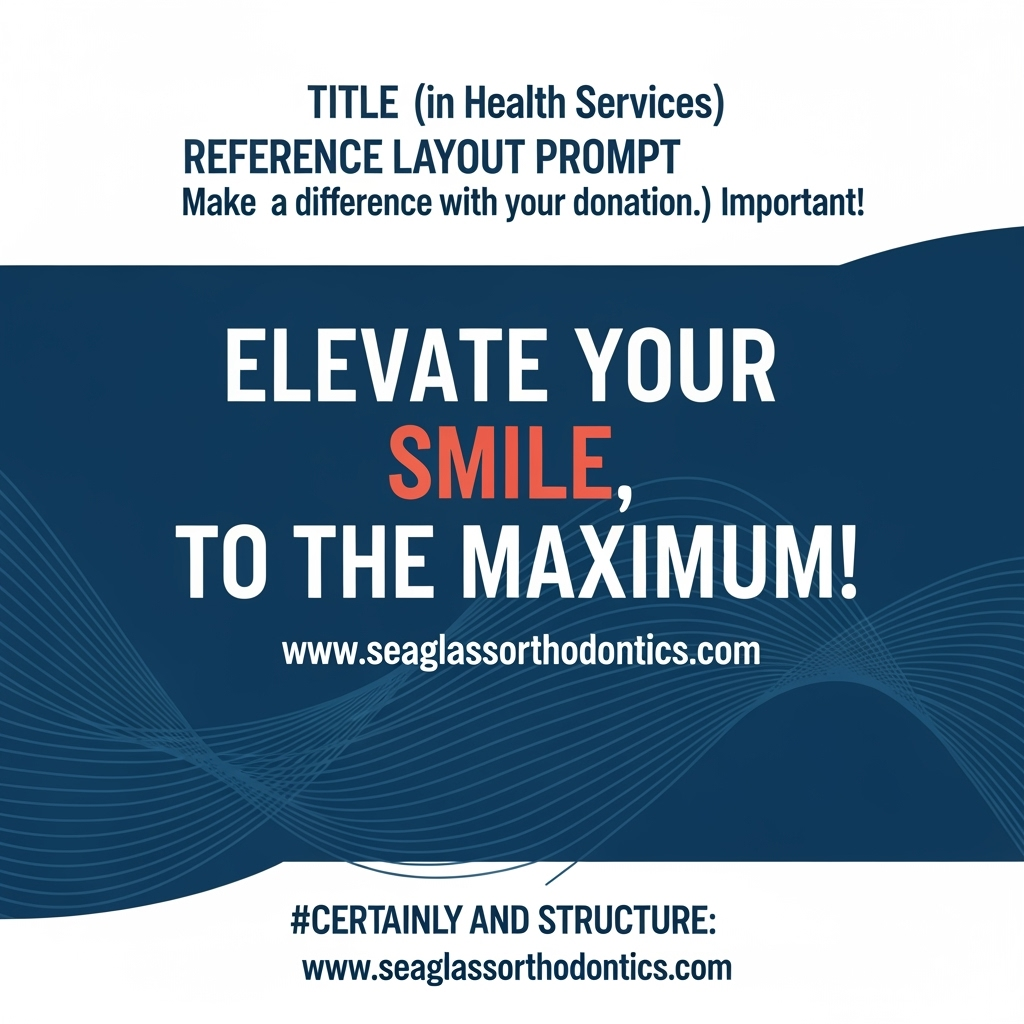 TITLE (in Health Services)
REFERENCE LAYOUT PROMPT
Make a difference with your donation.) Important!
ELEVATE YOUR
SMILE,
TO THE MAXIMUM!
www.seaglassorthodontics.com
#CERTAINLY AND STRUCTURE:
www.seaglassorthodontics.com